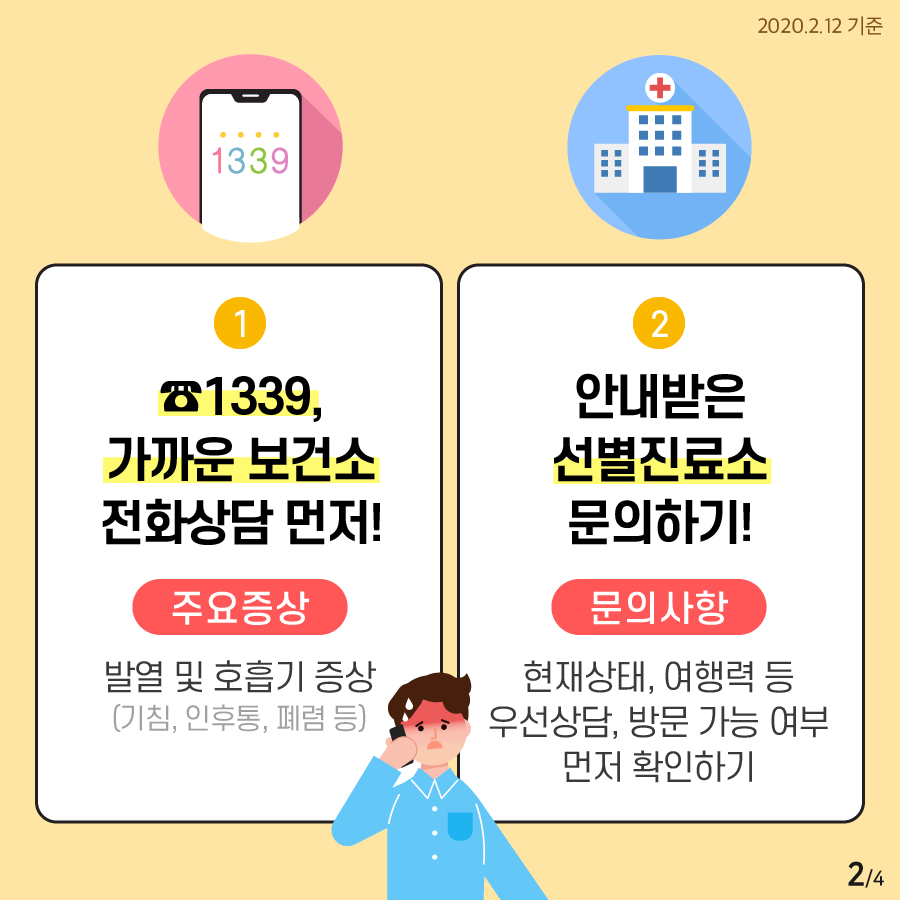 2020.2.12 기준
1339
1
☎1339,
가까운 보건소
전화상담 먼저!
주요증상
발열 및 호흡기 증상
(기침, 인후통, 폐렴 등)
2
안내받은
선별진료소
문의하기!
문의사항
현재상태, 여행력 등
우선상담, 방문 가능 여부
먼저 확인하기
2/4